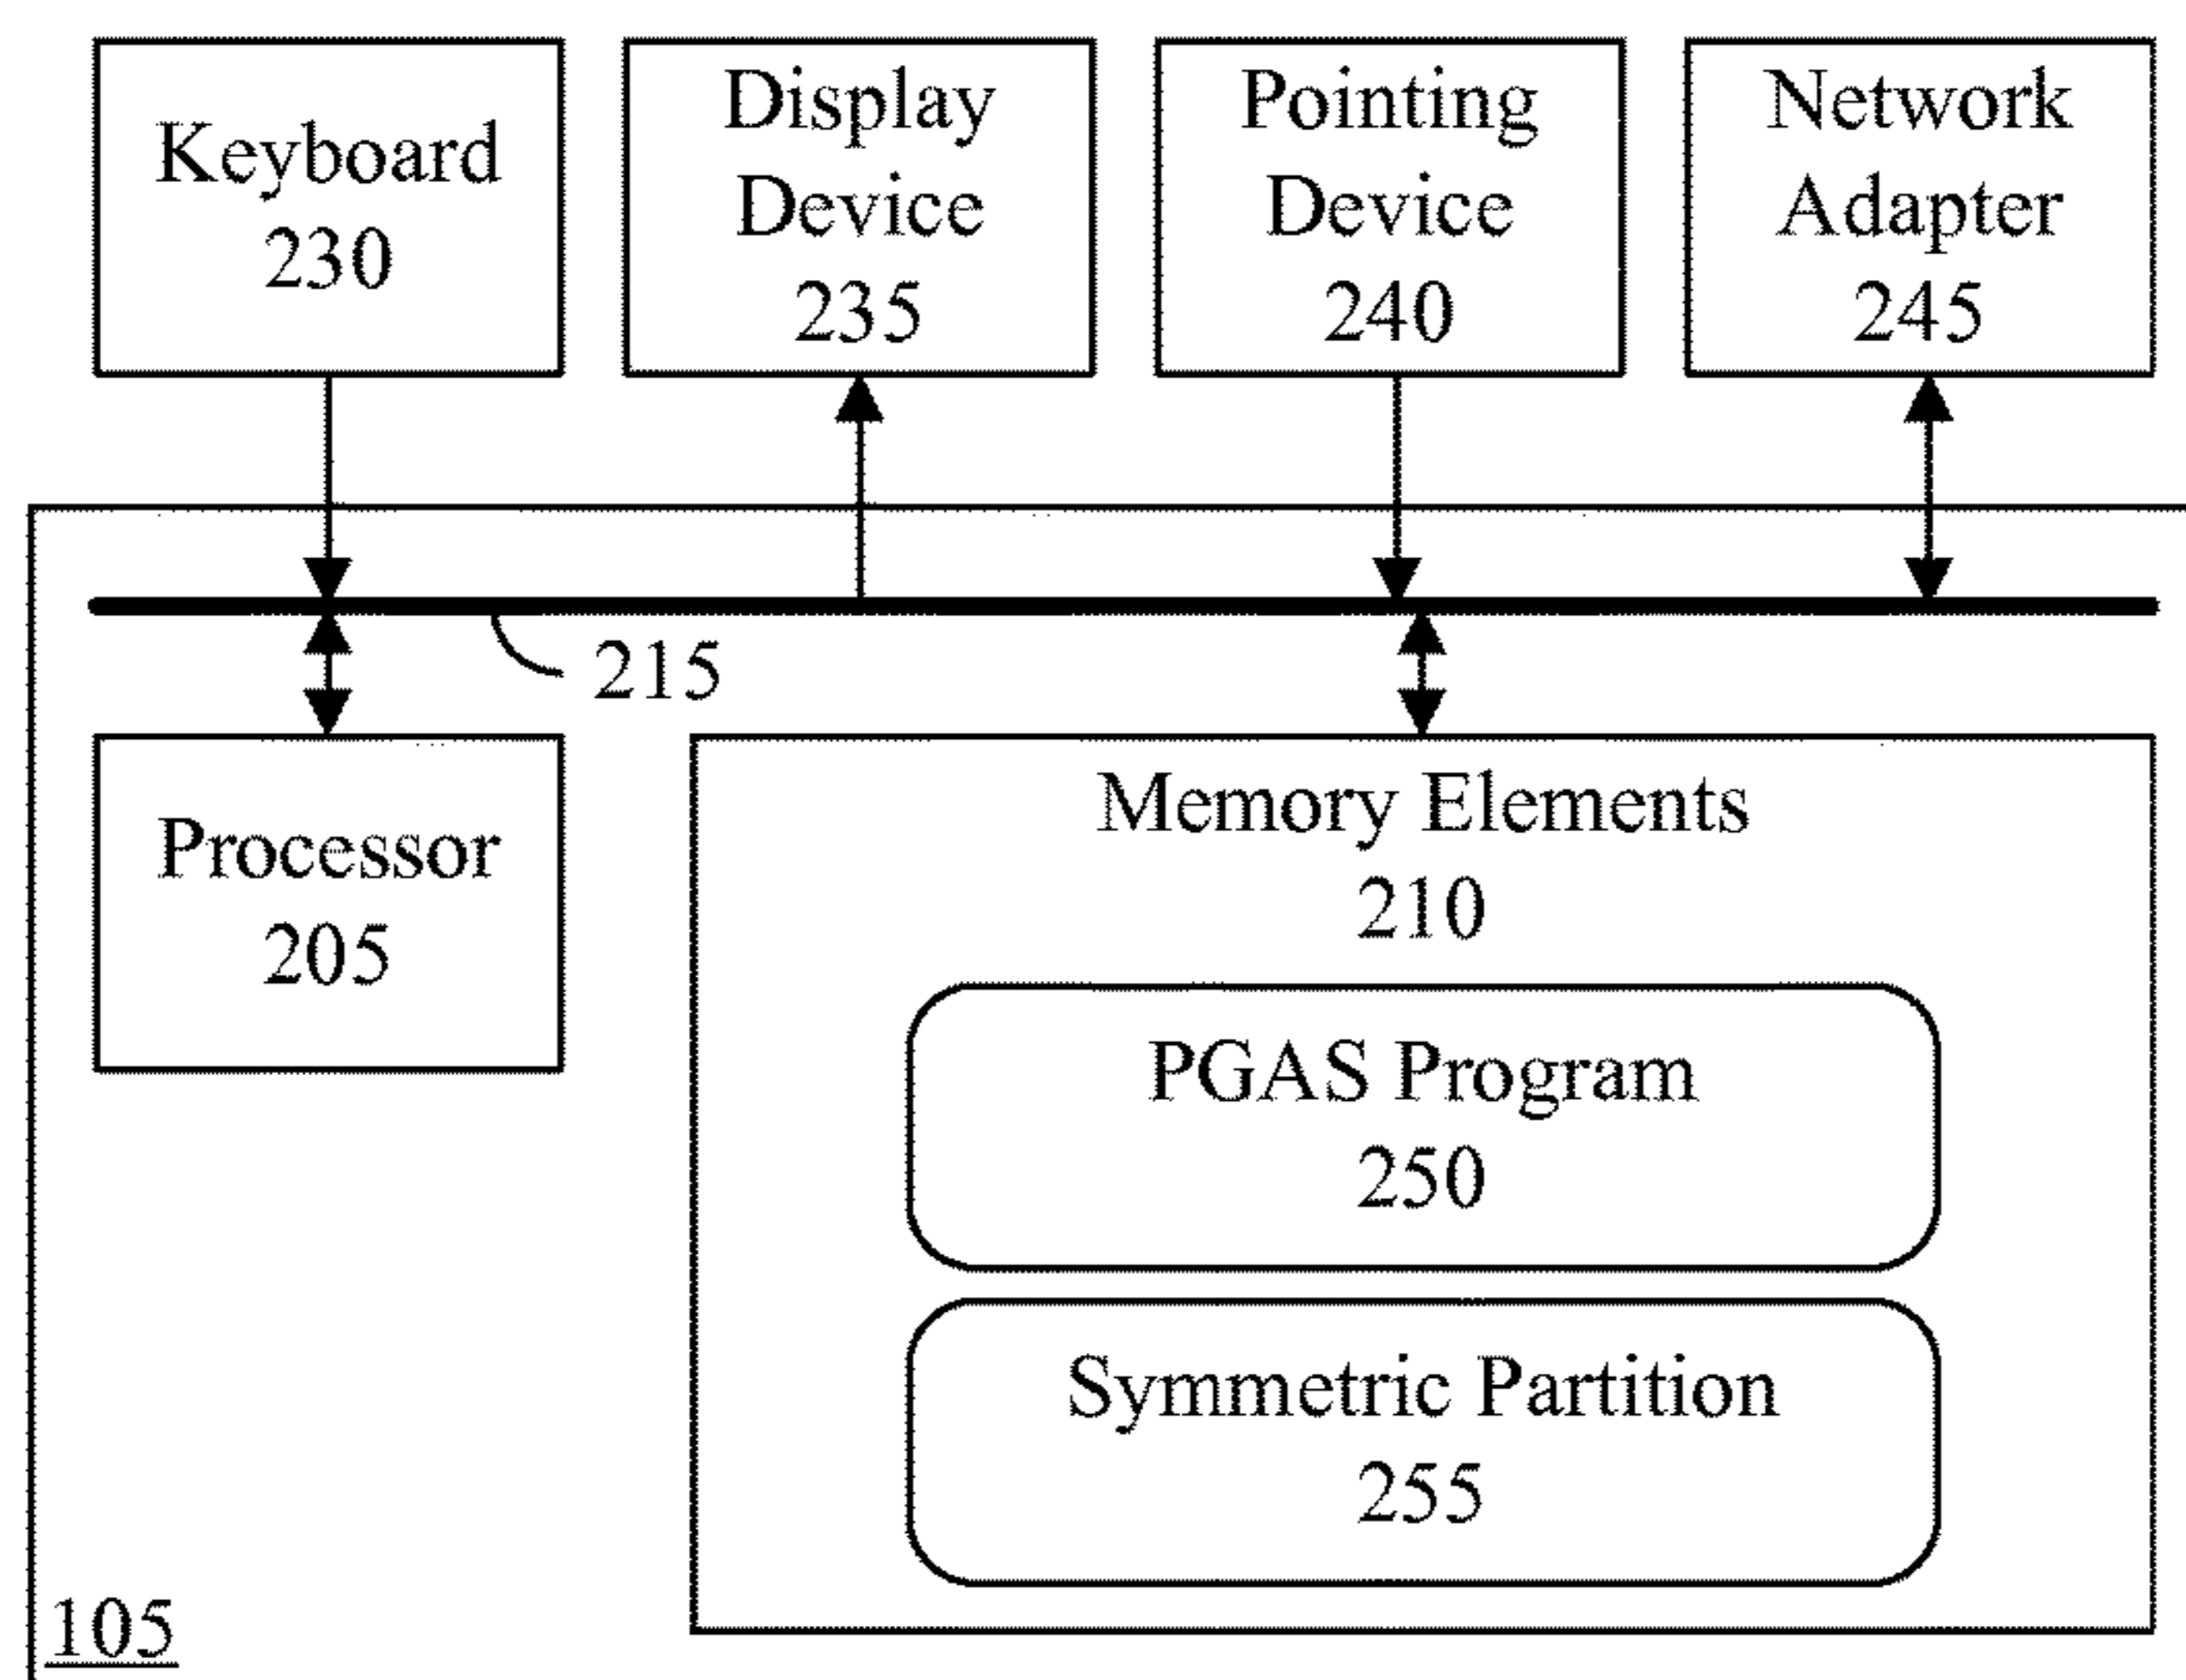 Keyboard
230
Display
Device
235
Pointing
Device
240
Network
Adapter
245
215
Processor
205
Memory Elements
210
PGAS Program
250
Symmetric Partition
255
105